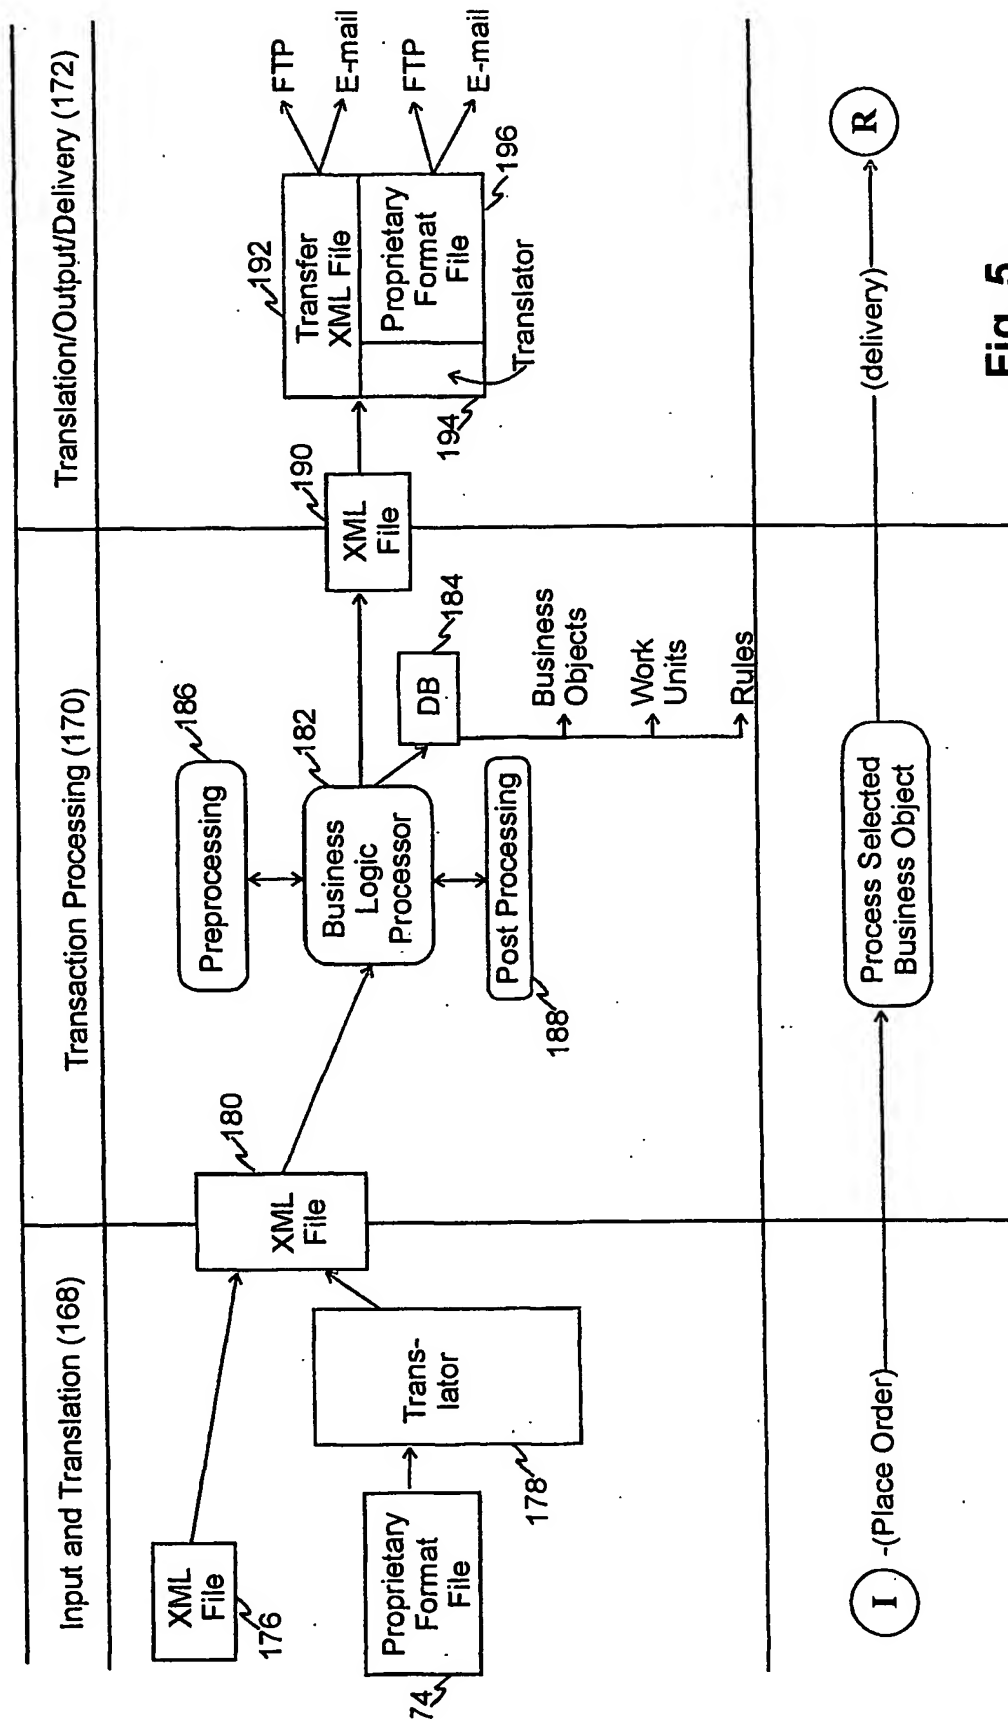 Input and Translation (168)
Transaction Processing (170)
Translation/Output/Delivery (172)
XML
File
176
Proprietary
Format
File
74
Trans-
lator
178
XML
File
180
Preprocessing
186
Business
Logic
Processor
182
Post Processing
188
DB
184
Business
Objects
Work
Units
Rules
XML
File
190
Transfer
XML File
192
Proprietary
Format
File
196
194
Translator
FTP
E-mail
FTP
E-mail
I -(Place Order)
Process Selected
Business Object
(delivery)
R
Fig. 5